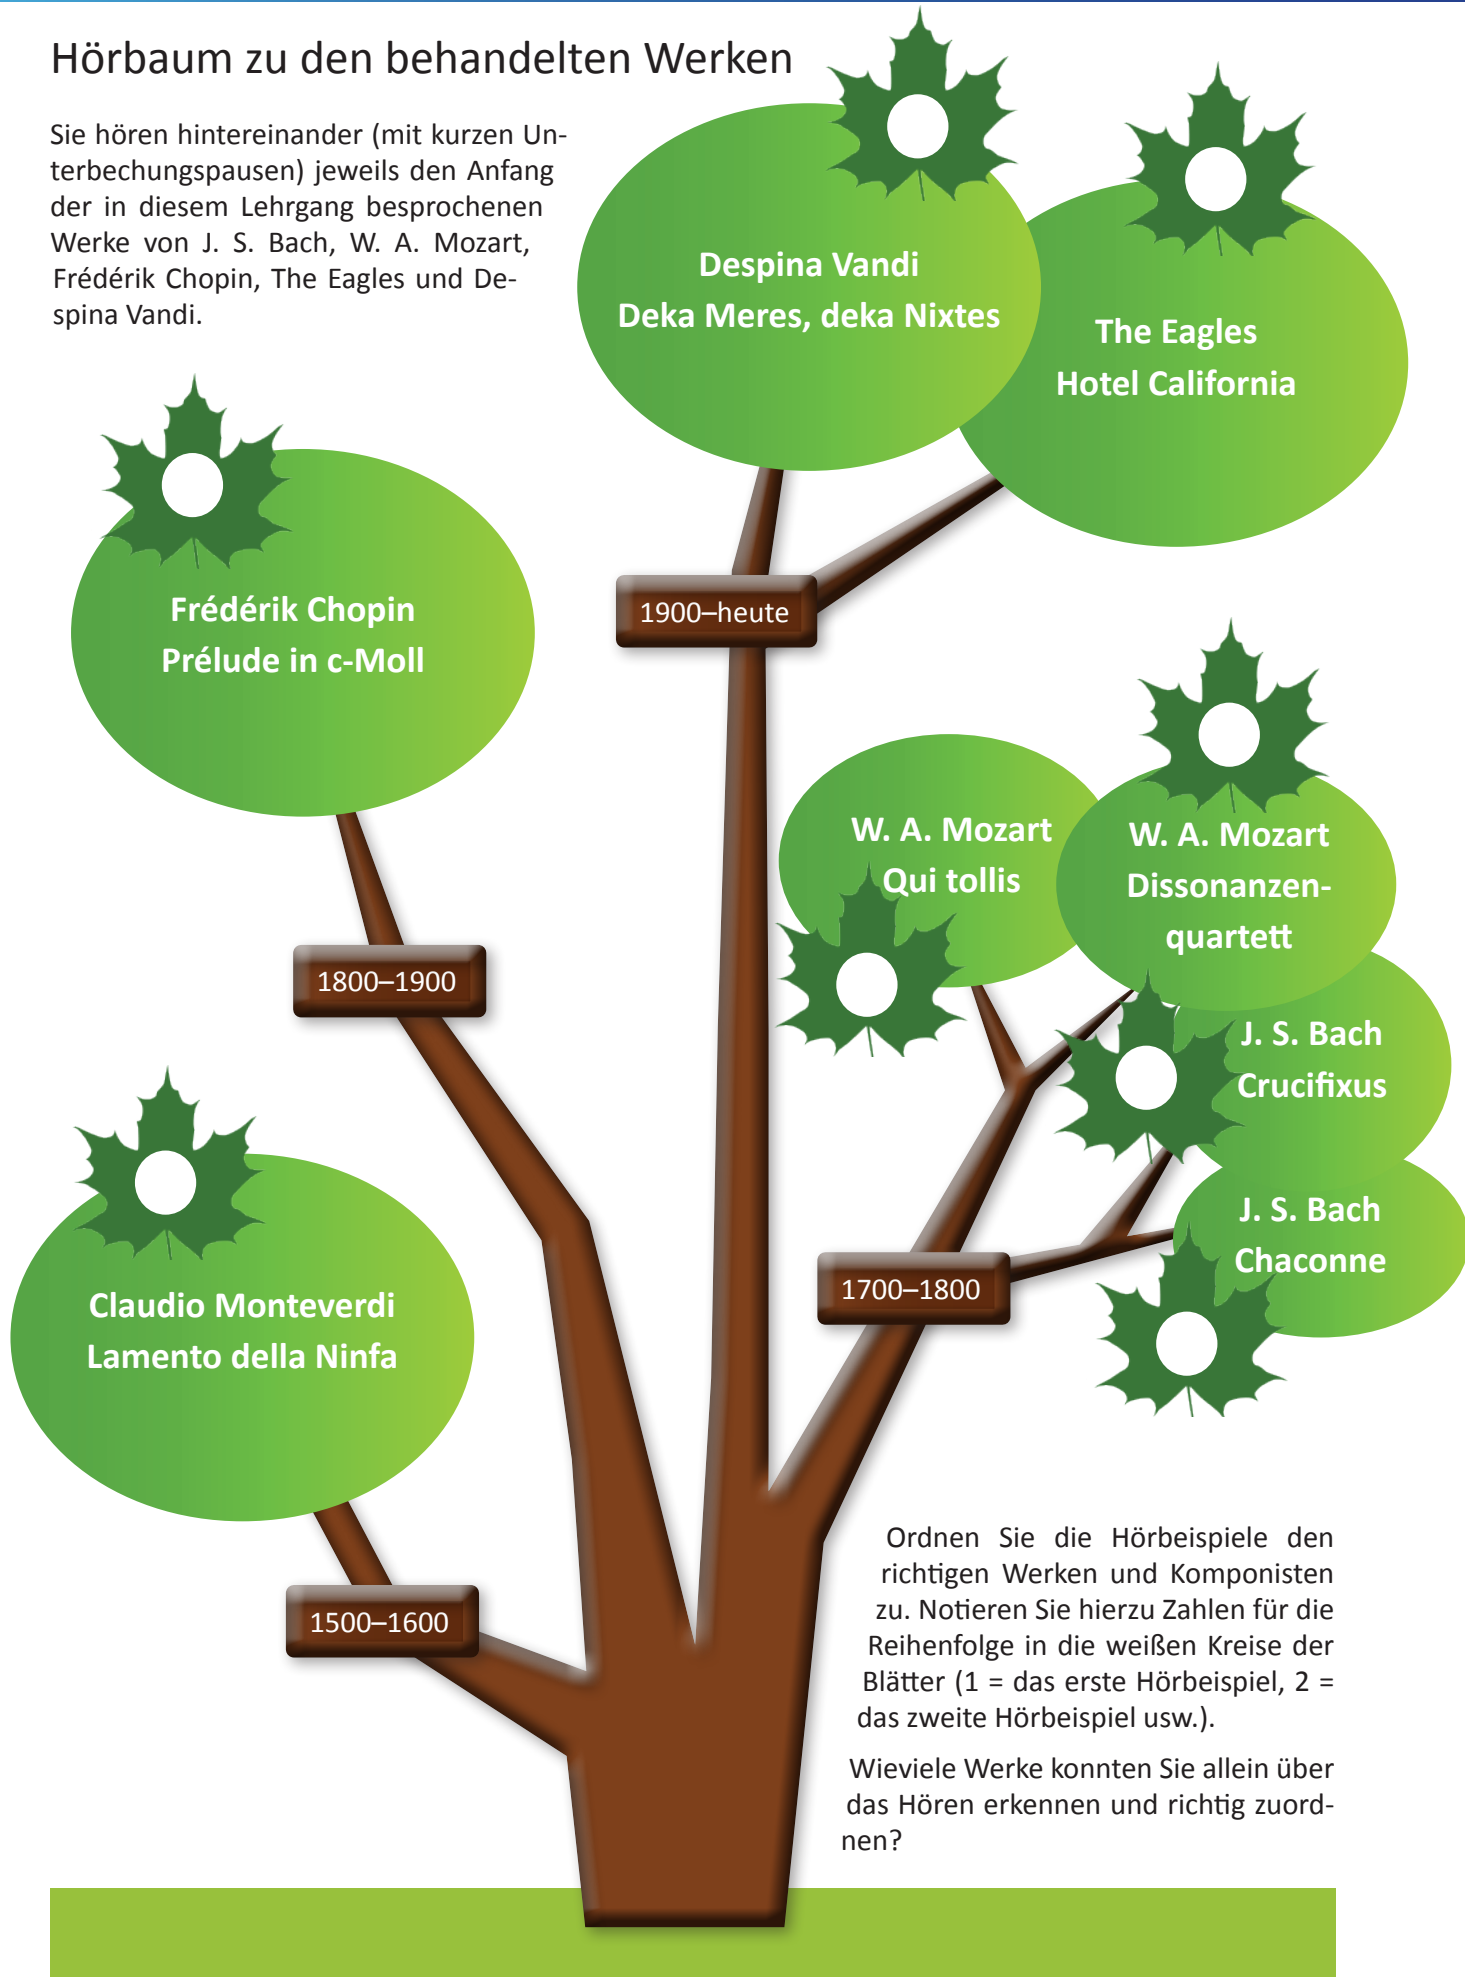 Hörbaum zu den behandelten Werken
Sie hören hintereinander (mit kurzen Un-
terbechungspausen) jeweils den Anfang
der in diesem Lehrgang besprochenen
Werke von J. S. Bach, W. A. Mozart,
Frédérik Chopin, The Eagles und De-
spina Vandi.
Despina Vandi
Deka Meres, deka Nixtes
The Eagles
Hotel California
Frédérik Chopin
Prélude in c-Moll
1900–heute
W. A. Mozart
Qui tollis
W. A. Mozart
Dissonanzen-
quartett
1800–1900
J. S. Bach
Crucifixus
J. S. Bach
Chaconne
1700–1800
Claudio Monteverdi
Lamento della Ninfa
1500–1600
Ordnen Sie die Hörbeispiele den
richtigen Werken und Komponisten
zu. Notieren Sie hierzu Zahlen für die
Reihenfolge in die weißen Kreise der
Blätter (1 = das erste Hörbeispiel, 2 =
das zweite Hörbeispiel usw.).
Wieviele Werke konnten Sie allein über
das Hören erkennen und richtig zuord-
nen?